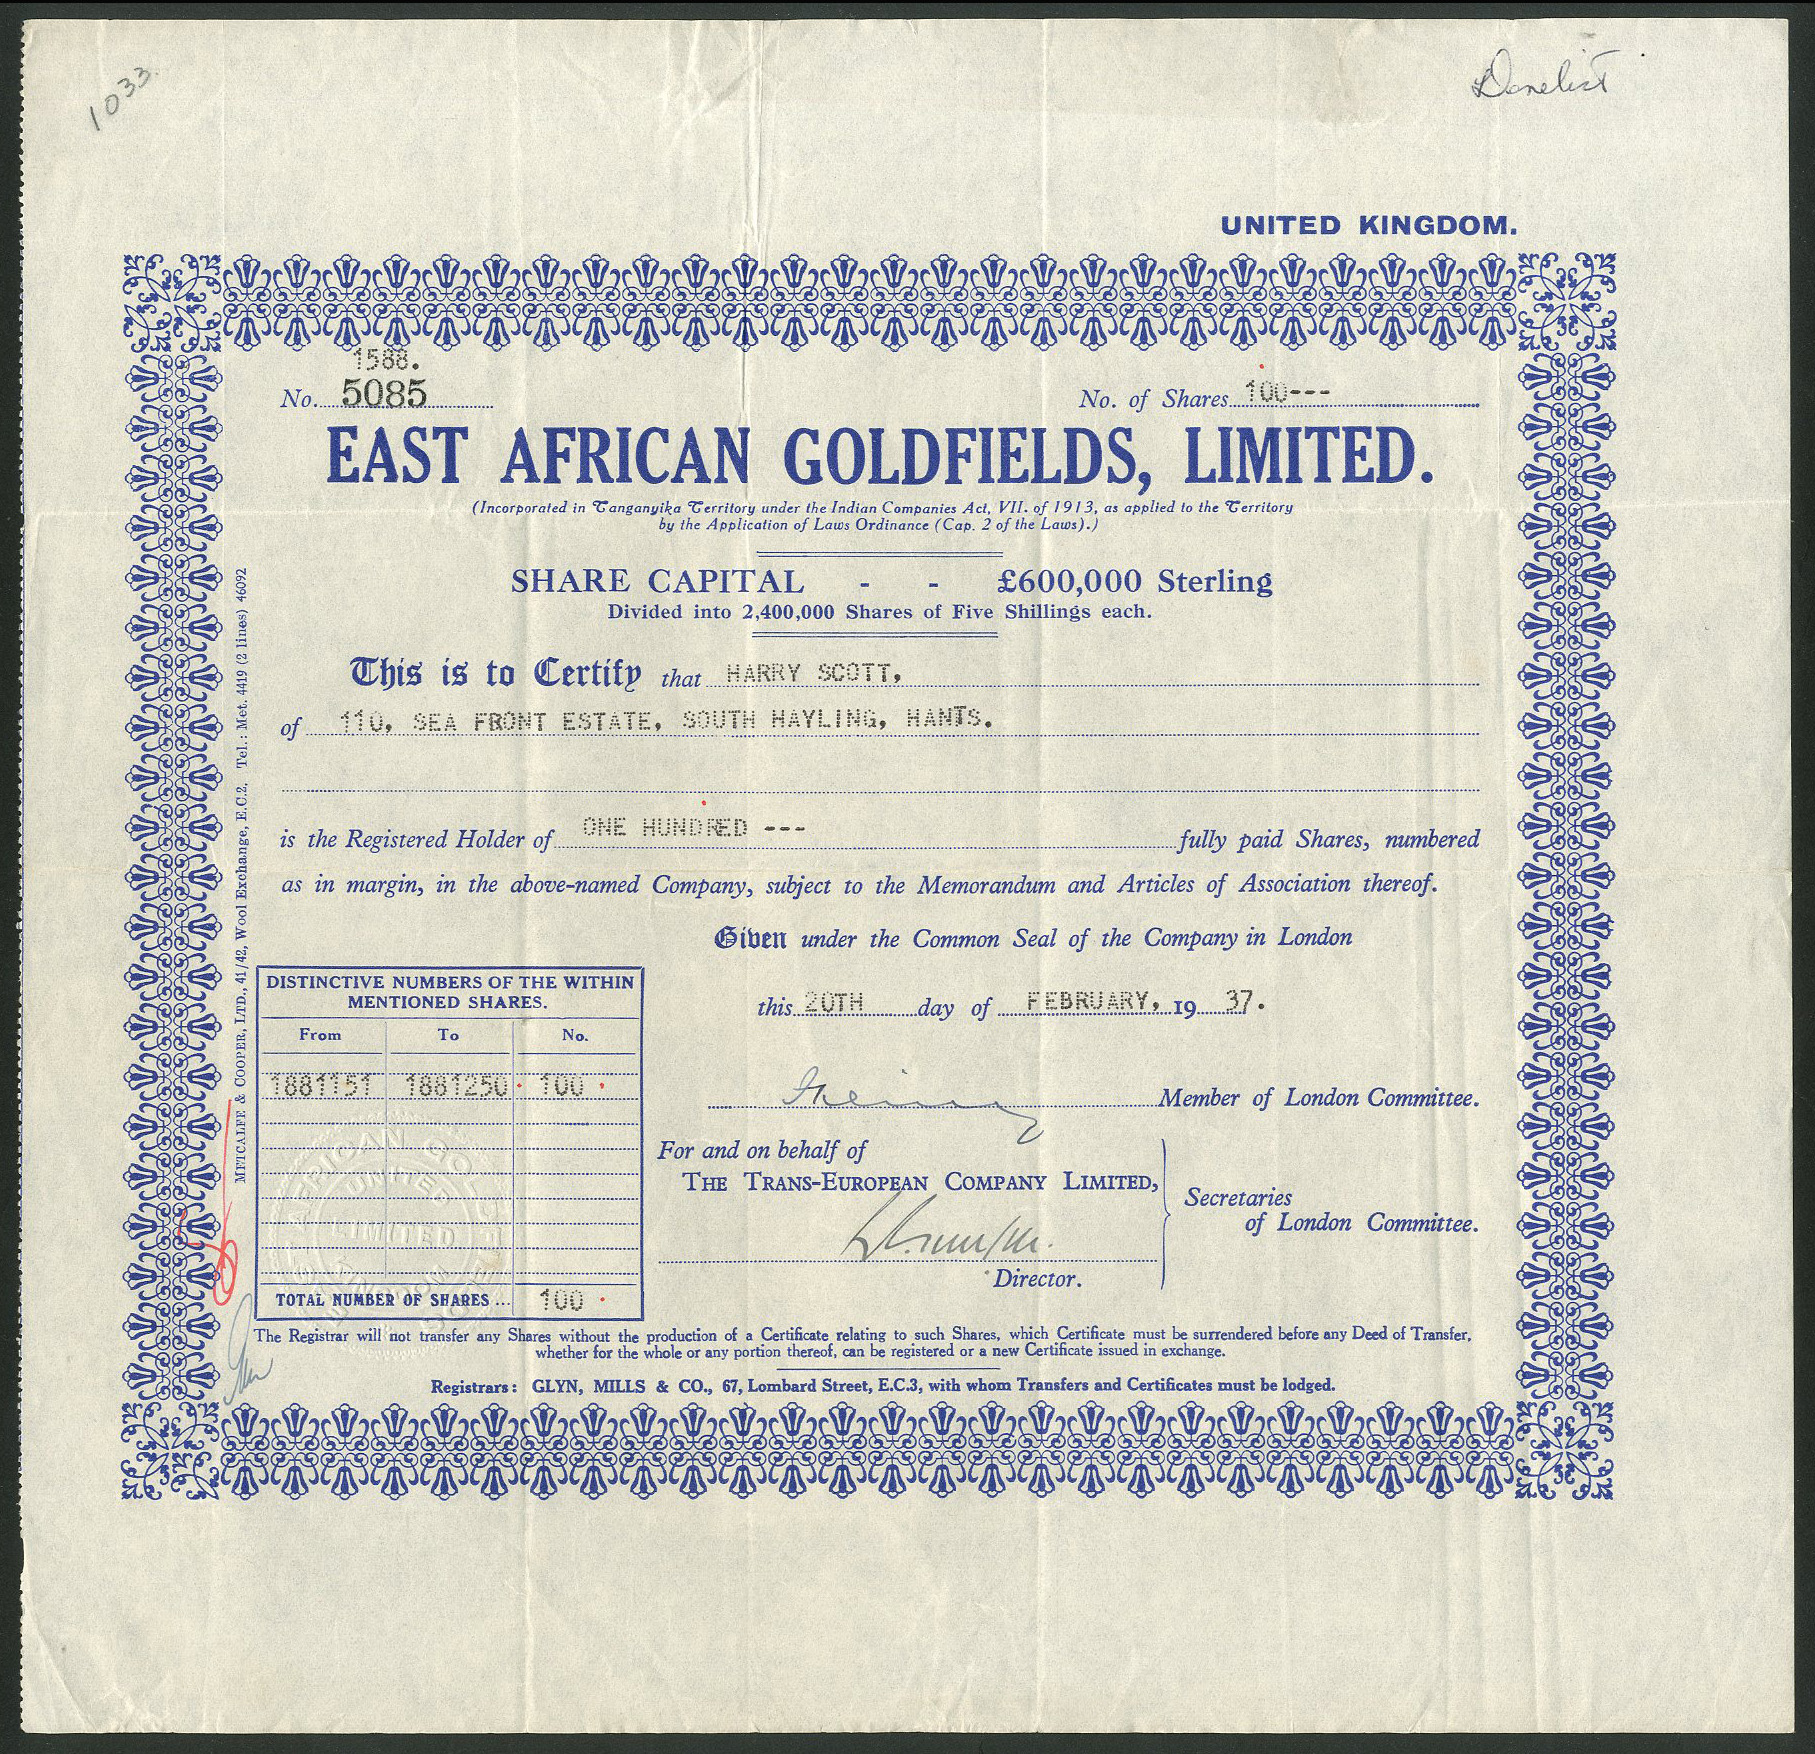 1033
UNITED KINGDOM.
1588.
No. 5085
No. of Shares 100---
EAST AFRICAN GOLDFIELDS, LIMITED.
(Incorporated in Tanganyika Territory under the Indian Companies Act, VII. of 1913, as applied to the Territory
by the Application of Laws Ordinance (Cap. 2 of the Laws).)
SHARE CAPITAL - - £600,000 Sterling
Divided into 2,400,000 Shares of Five Shillings each.
This is to Certify that HARRY SCOTT,
of 110, SEA FRONT ESTATE, SOUTH HAYLING, HANTS.
is the Registered Holder of ONE HUNDRED --- fully paid Shares, numbered
as in margin, in the above-named Company, subject to the Memorandum and Articles of Association thereof.
Given under the Common Seal of the Company in London
this 20TH day of FEBRUARY, 19 37.
DISTINCTIVE NUMBERS OF THE WITHIN
MENTIONED SHARES.
From To No.
1881151 1881250 100
TOTAL NUMBER OF SHARES ... 100
Member of London Committee.
For and on behalf of
THE TRANS-EUROPEAN COMPANY LIMITED,
Secretaries
of London Committee.
Director.
The Registrar will not transfer any Shares without the production of a Certificate relating to such Shares, which Certificate must be surrendered before any Deed of Transfer,
whether for the whole or any portion thereof, can be registered or a new Certificate issued in exchange.
Registrars: GLYN, MILLS & CO., 67, Lombard Street, E.C.3, with whom Transfers and Certificates must be lodged.
METCALFE & COOPER, LTD., 41/42, Wool Exchange, E.C.2. Tel.: Met. 4419 (2 lines) 46092